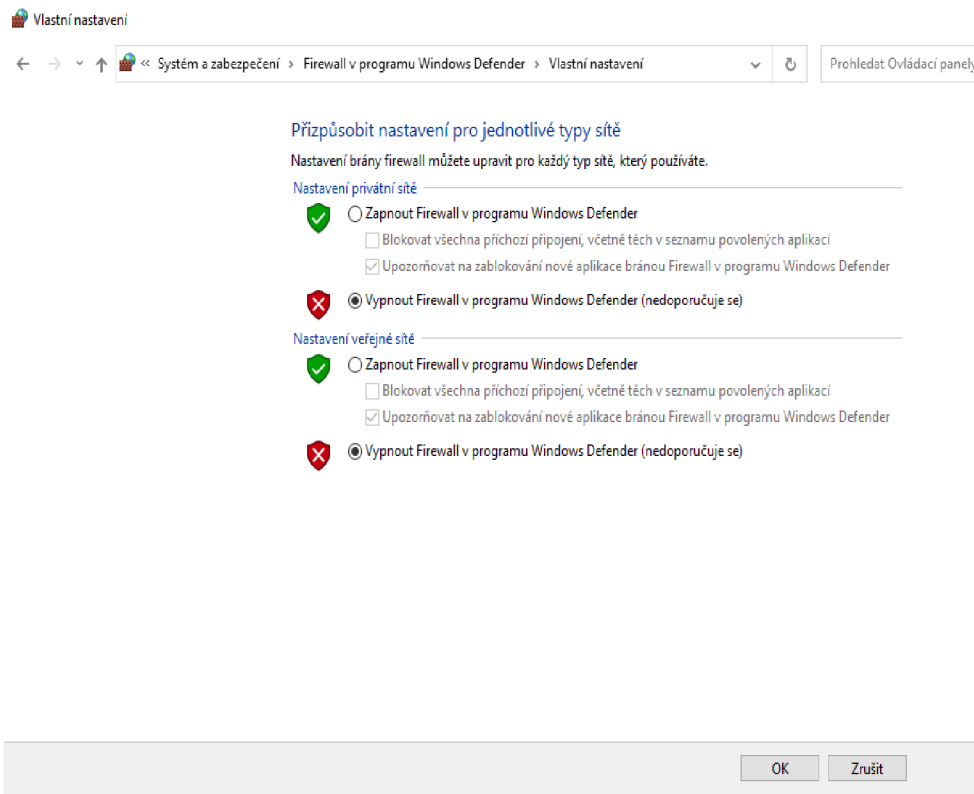 Vlastní nastavení
« Systém a zabezpečení › Firewall v programu Windows Defender › Vlastní nastavení
Prohledat Ovládací panely
Přizpůsobit nastavení pro jednotlivé typy sítě
Nastavení brány firewall můžete upravit pro každý typ sítě, který používáte.
Nastavení privátní sítě
Zapnout Firewall v programu Windows Defender
Blokovat všechna příchozí připojení, včetně těch v seznamu povolených aplikací
Upozorňovat na zablokování nové aplikace bránou Firewall v programu Windows Defender
Vypnout Firewall v programu Windows Defender (nedoporučuje se)
Nastavení veřejné sítě
Zapnout Firewall v programu Windows Defender
Blokovat všechna příchozí připojení, včetně těch v seznamu povolených aplikací
Upozorňovat na zablokování nové aplikace bránou Firewall v programu Windows Defender
Vypnout Firewall v programu Windows Defender (nedoporučuje se)
OK Zrušit